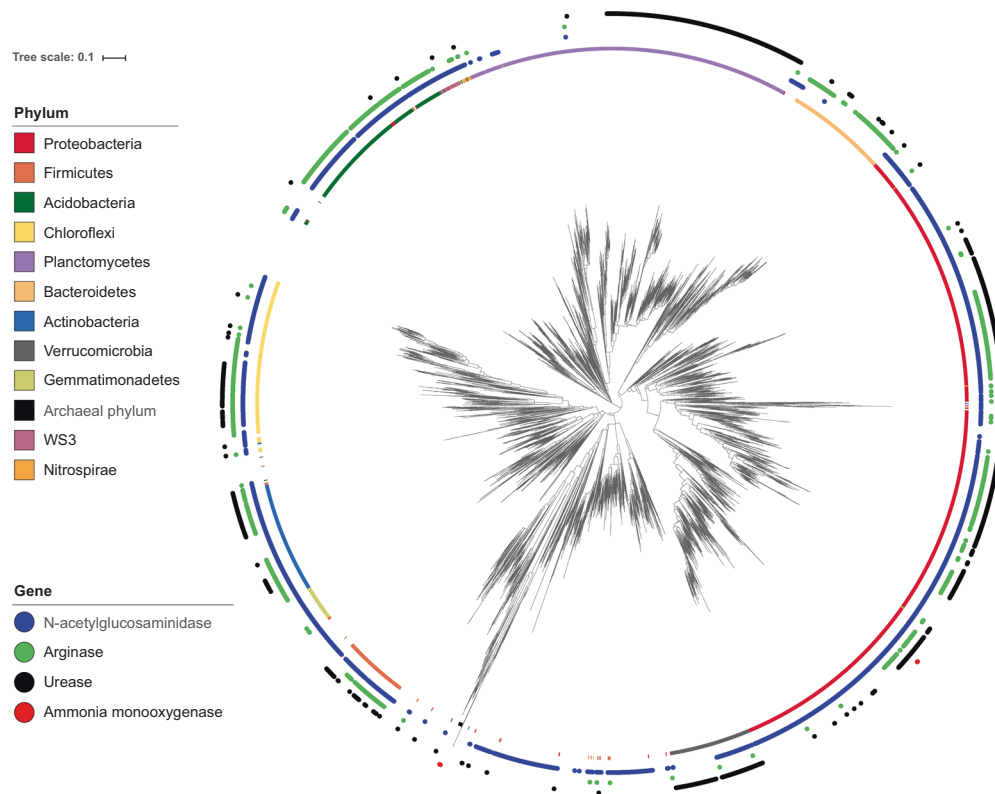 Tree scale: 0.1
Phylum
Proteobacteria
Firmicutes
Acidobacteria
Chloroflexi
Planctomycetes
Bacteroidetes
Actinobacteria
Verrucomicrobia
Gemmatimonadetes
Archaeal phylum
WS3
Nitrospirae
Gene
N-acetylglucosaminidase
Arginase
Urease
Ammonia monooxygenase